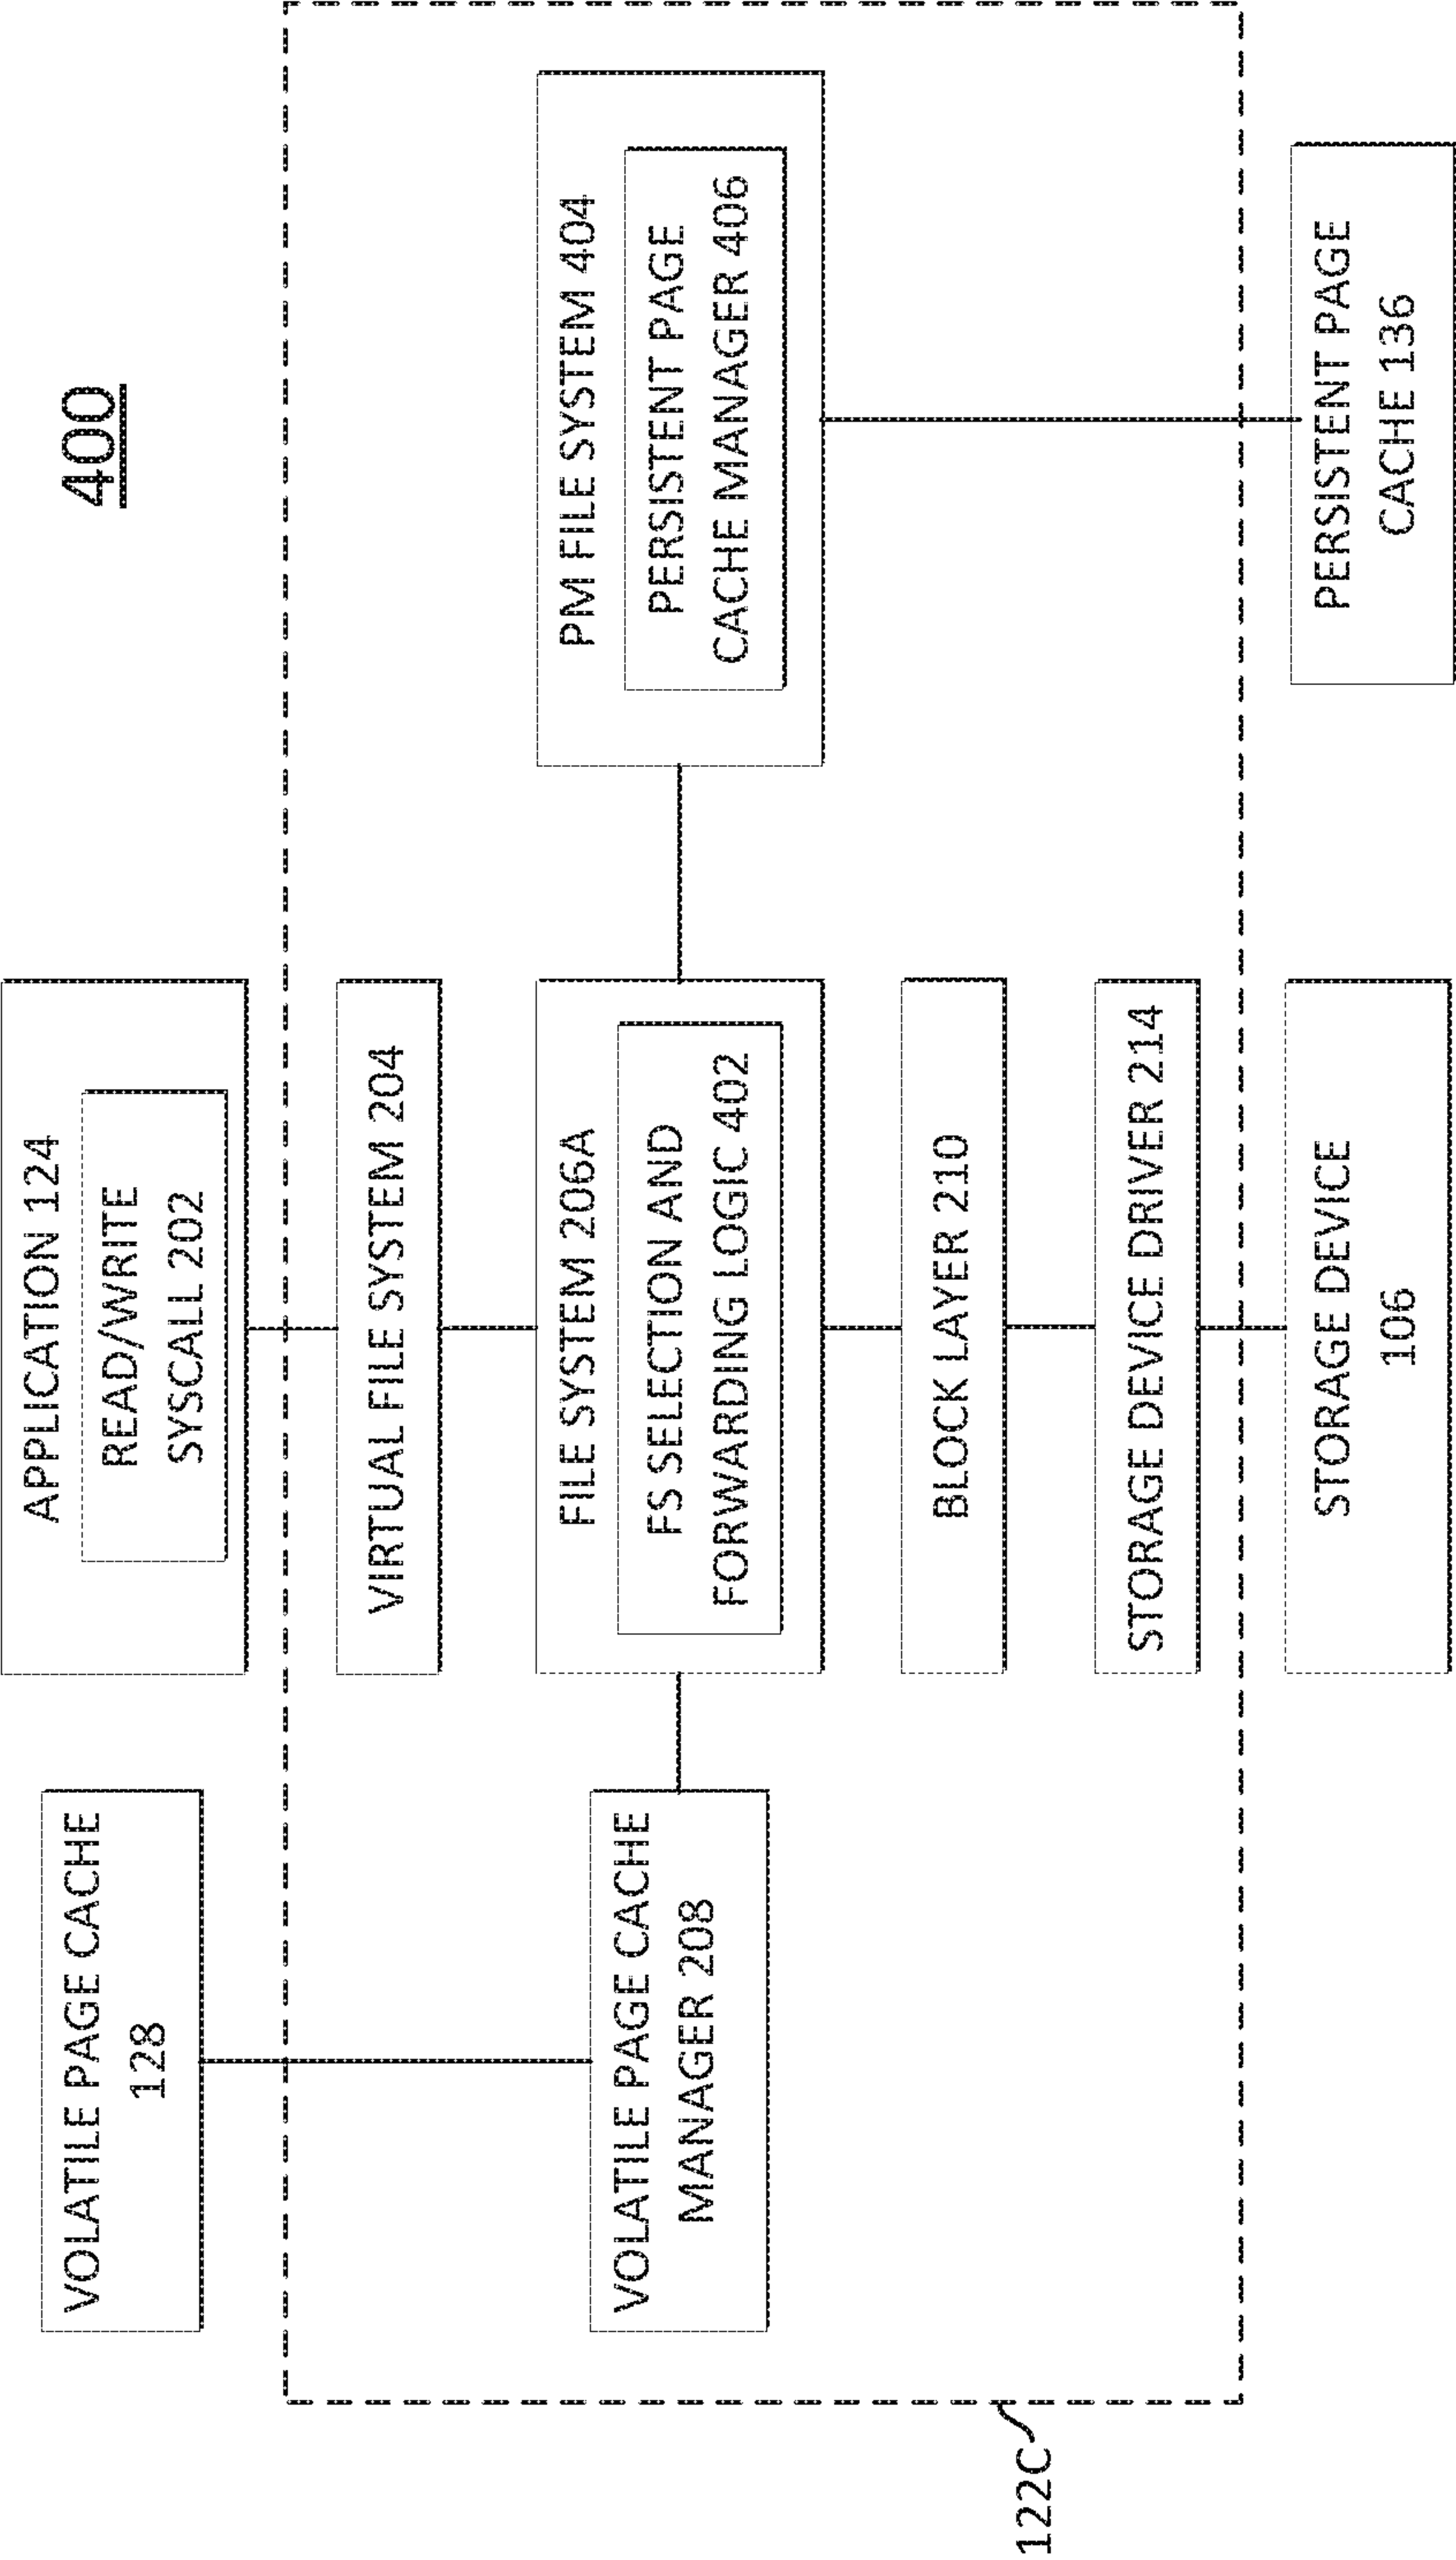 400
VOLATILE PAGE CACHE
128
APPLICATION 124
READ/WRITE
SYSCALL 202
VIRTUAL FILE SYSTEM 204
VOLATILE PAGE CACHE
MANAGER 208
FILE SYSTEM 206A
FS SELECTION AND
FORWARDING LOGIC 402
PM FILE SYSTEM 404
PERSISTENT PAGE
CACHE MANAGER 406
BLOCK LAYER 210
STORAGE DEVICE DRIVER 214
122C
STORAGE DEVICE
106
PERSISTENT PAGE
CACHE 136